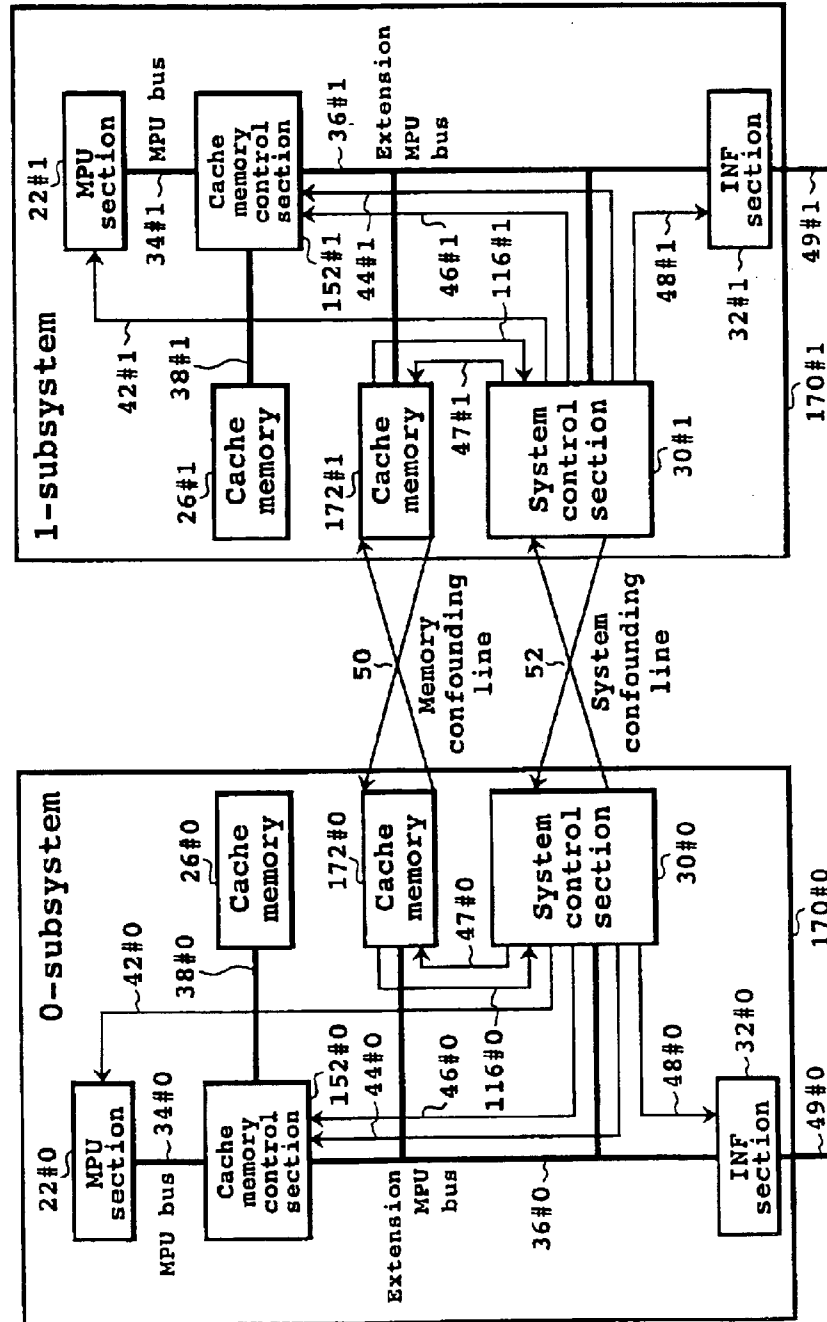 0-subsystem
22#0
MPU
section
42#0
MPU bus
34#0
Cache
memory
control
section
38#0
26#0
Cache
memory
152#0
44#0
46#0
116#0
47#0
172#0
Cache
memory
Extension
MPU
bus
36#0
System
control
section
30#0
48#0
32#0
INF
section
49#0
170#0
50
Memory
confounding
line
52
System
confounding
line
1-subsystem
22#1
MPU
section
42#1
34#1
MPU bus
38#1
26#1
Cache
memory
Cache
memory
control
section
152#1
44#1
46#1
116#1
36#1
Extension
MPU
bus
172#1
Cache
memory
47#1
System
control
section
30#1
48#1
INF
section
32#1
49#1
170#1